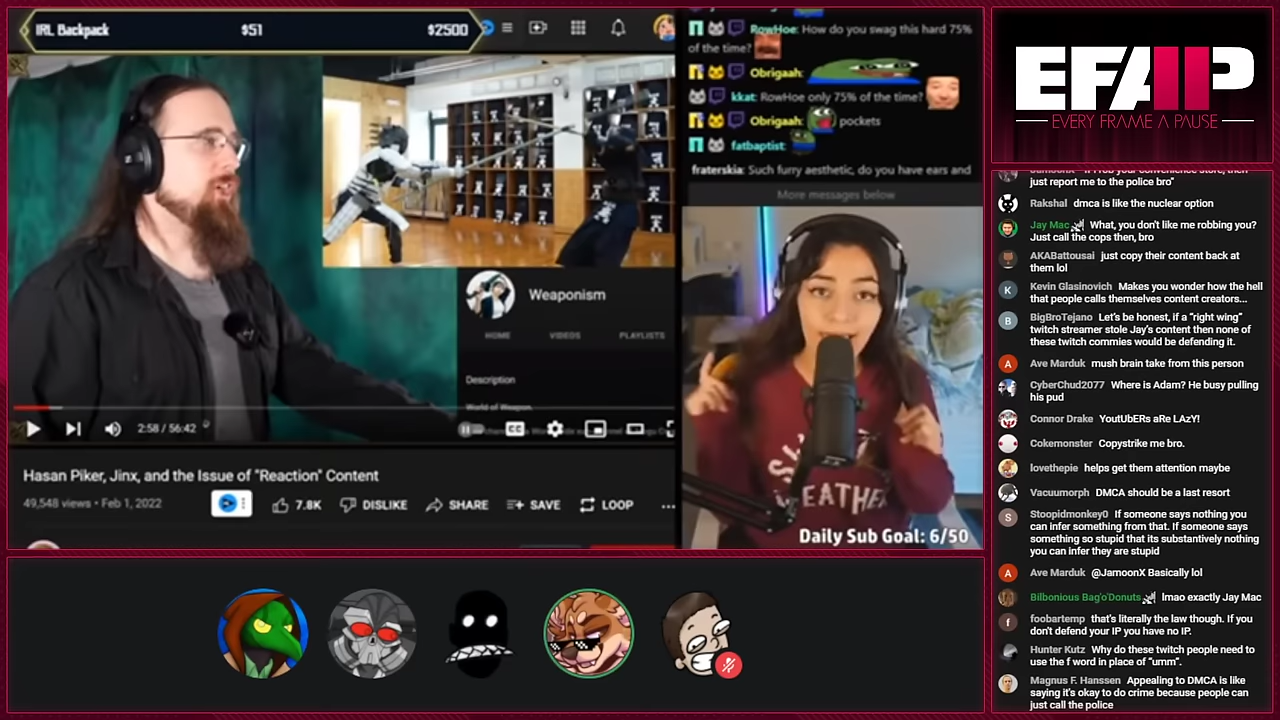 IRL Backpack $51 $2500
RowHoe: How do you swag this hard 75%
of the time?
Obrigaah:
kkat: RowHoe only 75% of the time?
Obrigaah: pockets
fatbaptist:
fraterskia: Such furry aesthetic, do you have ears and
More messages below
Weaponism
HOME VIDEOS PLAYLISTS
Description
World of Weapon.
2:58 / 56:42
Hasan Piker, Jinx, and the Issue of "Reaction" Content
49,548 views • Feb 1, 2022
7.8K DISLIKE SHARE SAVE LOOP
EATHER
Daily Sub Goal: 6/50
EFAP
EVERY FRAME A PAUSE
just report me to the police bro"
Rakshal dmca is like the nuclear option
Jay Mac What, you don't like me robbing you?
Just call the cops then, bro
AKABattousai just copy their content back at
them lol
Kevin Glasinovich Makes you wonder how the hell
that people calls themselves content creators...
BigBroTejano Let's be honest, if a "right wing"
twitch streamer stole Jay's content then none of
these twitch commies would be defending it.
Ave Marduk mush brain take from this person
CyberChud2077 Where is Adam? He busy pulling
his pud
Connor Drake YoutUbERs aRe LAzY!
Cokemonster Copystrike me bro.
lovethepie helps get them attention maybe
Vacuumorph DMCA should be a last resort
Stoopidmonkey0 If someone says nothing you
can infer something from that. If someone says
something so stupid that its substantively nothing
you can infer they are stupid
Ave Marduk @JamoonX Basically lol
Bilbonious Bag'o'Donuts lmao exactly Jay Mac
foobartemp that's literally the law though. If you
don't defend your IP you have no IP.
Hunter Kutz Why do these twitch people need to
use the f word in place of "umm".
Magnus F. Hanssen Appealing to DMCA is like
saying it's okay to do crime because people can
just call the police